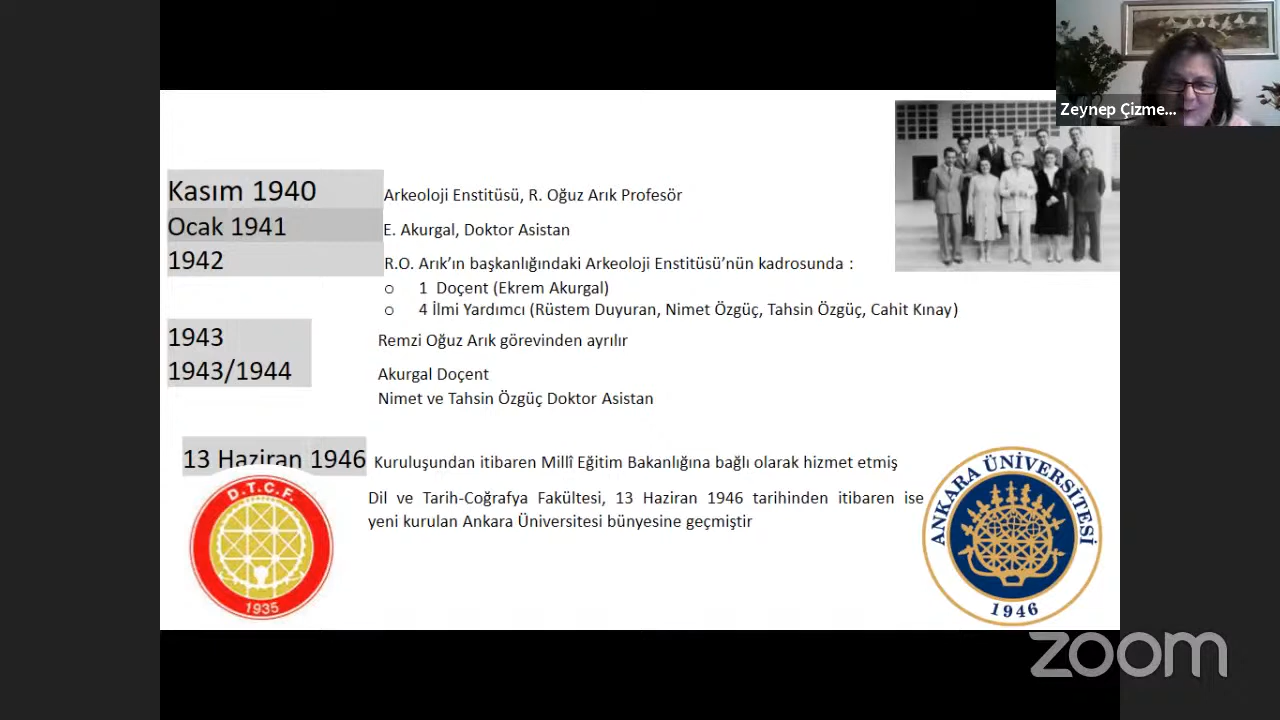 Zeynep Çizme...
Kasım 1940
Arkeoloji Enstitüsü, R. Oğuz Arık Profesör
Ocak 1941
E. Akurgal, Doktor Asistan
1942
R.O. Arık’ın başkanlığındaki Arkeoloji Enstitüsü’nün kadrosunda :
o 1 Doçent (Ekrem Akurgal)
o 4 İlmi Yardımcı (Rüstem Duyuran, Nimet Özgüç, Tahsin Özgüç, Cahit Kınay)
1943
Remzi Oğuz Arık görevinden ayrılır
1943/1944
Akurgal Doçent
Nimet ve Tahsin Özgüç Doktor Asistan
13 Haziran 1946
Kuruluşundan itibaren Millî Eğitim Bakanlığına bağlı olarak hizmet etmiş
Dil ve Tarih-Coğrafya Fakültesi, 13 Haziran 1946 tarihinden itibaren ise
yeni kurulan Ankara Üniversitesi bünyesine geçmiştir
D.T.C.F.
1935
ANKARA ÜNİVERSİTESİ
1946
zoom